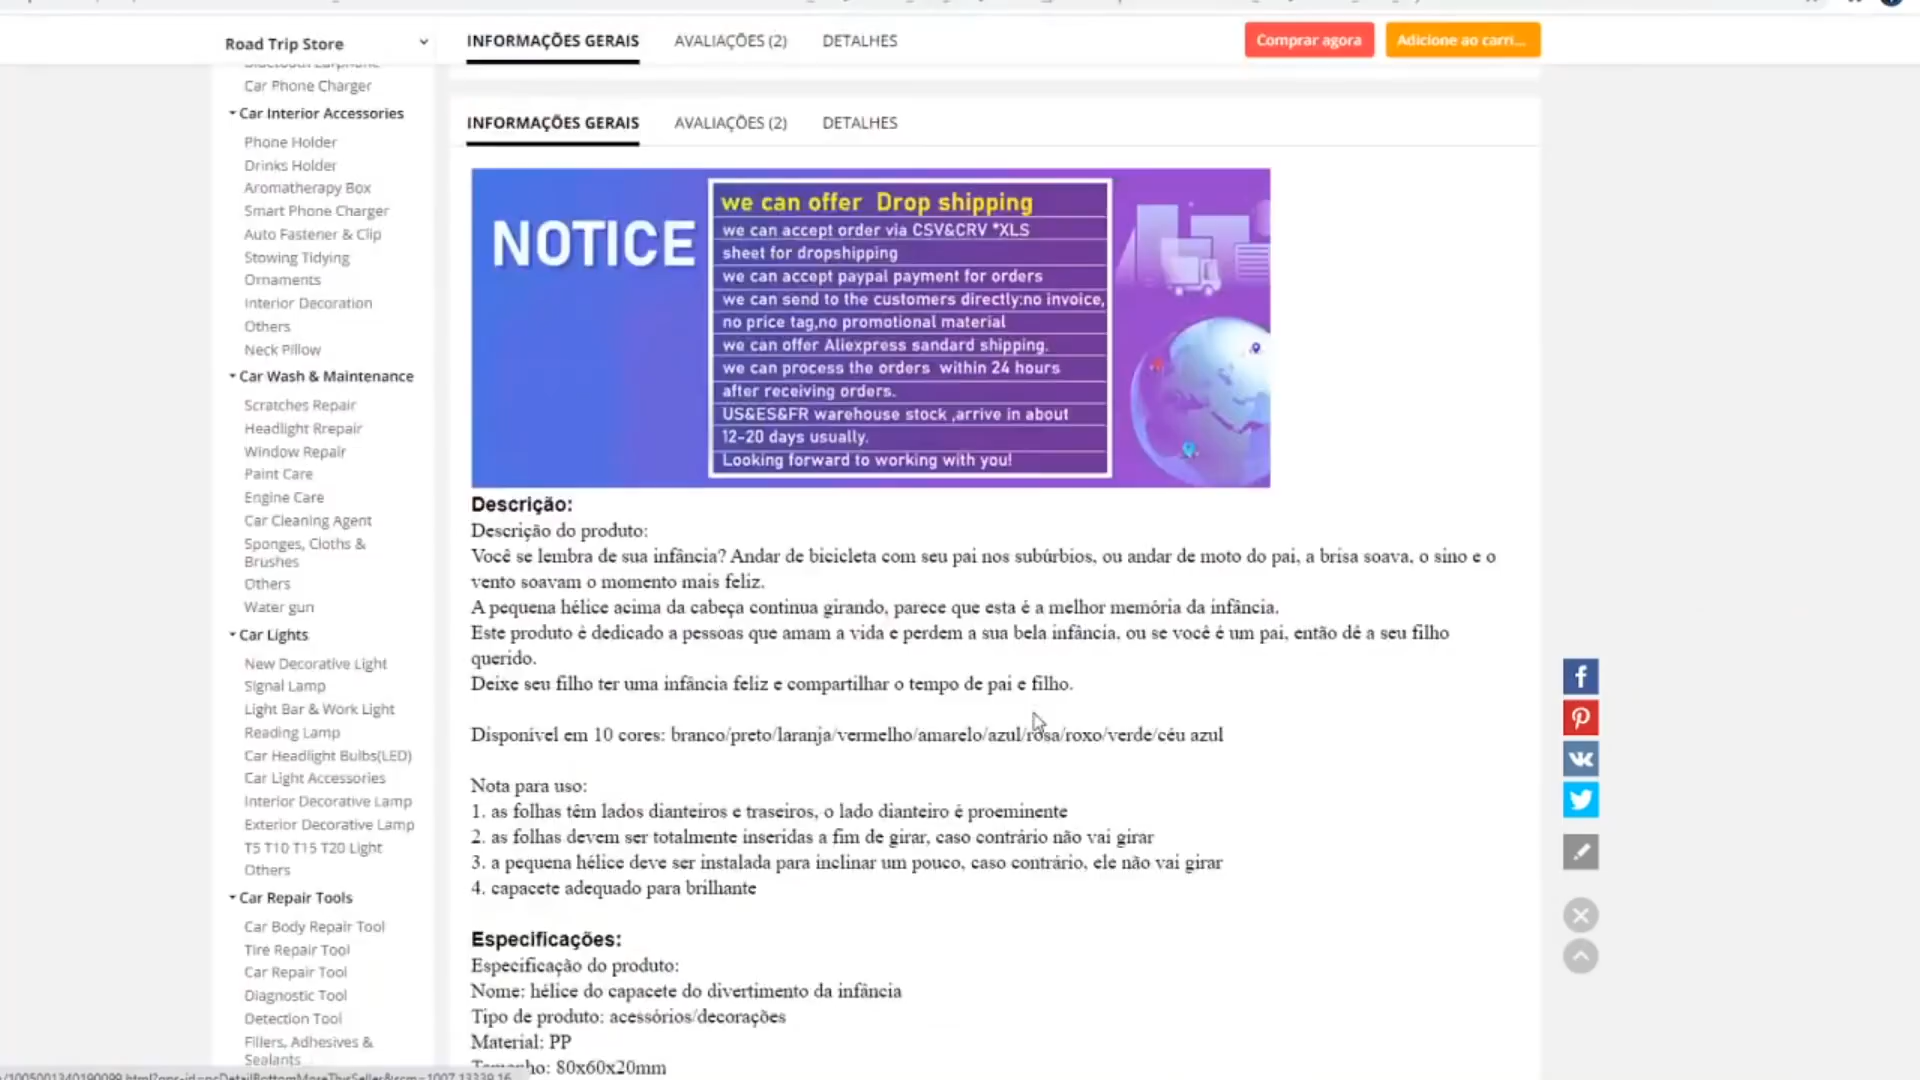 Road Trip Store
INFORMAÇÕES GERAIS
AVALIAÇÕES (2)
DETALHES
Comprar agora
Adicione ao carri...
Bluetooth Earphone
Car Phone Charger
Car Interior Accessories
Phone Holder
Drinks Holder
Aromatherapy Box
Smart Phone Charger
Auto Fastener & Clip
Stowing Tidying
Ornaments
Interior Decoration
Others
Neck Pillow
Car Wash & Maintenance
Scratches Repair
Headlight Rrepair
Window Repair
Paint Care
Engine Care
Car Cleaning Agent
Sponges, Cloths &
Brushes
Others
Water gun
Car Lights
New Decorative Light
Signal Lamp
Light Bar & Work Light
Reading Lamp
Car Headlight Bulbs(LED)
Car Light Accessories
Interior Decorative Lamp
Exterior Decorative Lamp
T5 T10 T15 T20 Light
Others
Car Repair Tools
Car Body Repair Tool
Tire Repair Tool
Car Repair Tool
Diagnostic Tool
Detection Tool
Fillers, Adhesives &
Sealants
INFORMAÇÕES GERAIS
AVALIAÇÕES (2)
DETALHES
NOTICE
we can offer Drop shipping
we can accept order via CSV&CRV *XLS
sheet for dropshipping
we can accept paypal payment for orders
we can send to the customers directly:no invoice,
no price tag,no promotional material
we can offer Aliexpress sandard shipping.
we can process the orders within 24 hours
after receiving orders.
US&ES&FR warehouse stock ,arrive in about
12-20 days usually.
Looking forward to working with you!
Descrição:
Descrição do produto:
Você se lembra de sua infância? Andar de bicicleta com seu pai nos subúrbios, ou andar de moto do pai, a brisa soava, o sino e o
vento soavam o momento mais feliz.
A pequena hélice acima da cabeça continua girando, parece que esta é a melhor memória da infância.
Este produto é dedicado a pessoas que amam a vida e perdem a sua bela infância, ou se você é um pai, então dê a seu filho
querido.
Deixe seu filho ter uma infância feliz e compartilhar o tempo de pai e filho.
Disponível em 10 cores: branco/preto/laranja/vermelho/amarelo/azul/rosa/roxo/verde/céu azul
Nota para uso:
1. as folhas têm lados dianteiros e traseiros, o lado dianteiro é proeminente
2. as folhas devem ser totalmente inseridas a fim de girar, caso contrário não vai girar
3. a pequena hélice deve ser instalada para inclinar um pouco, caso contrário, ele não vai girar
4. capacete adequado para brilhante
Especificações:
Especificação do produto:
Nome: hélice do capacete do divertimento da infância
Tipo de produto: acessórios/decorações
Material: PP
Tamanho: 80x60x20mm